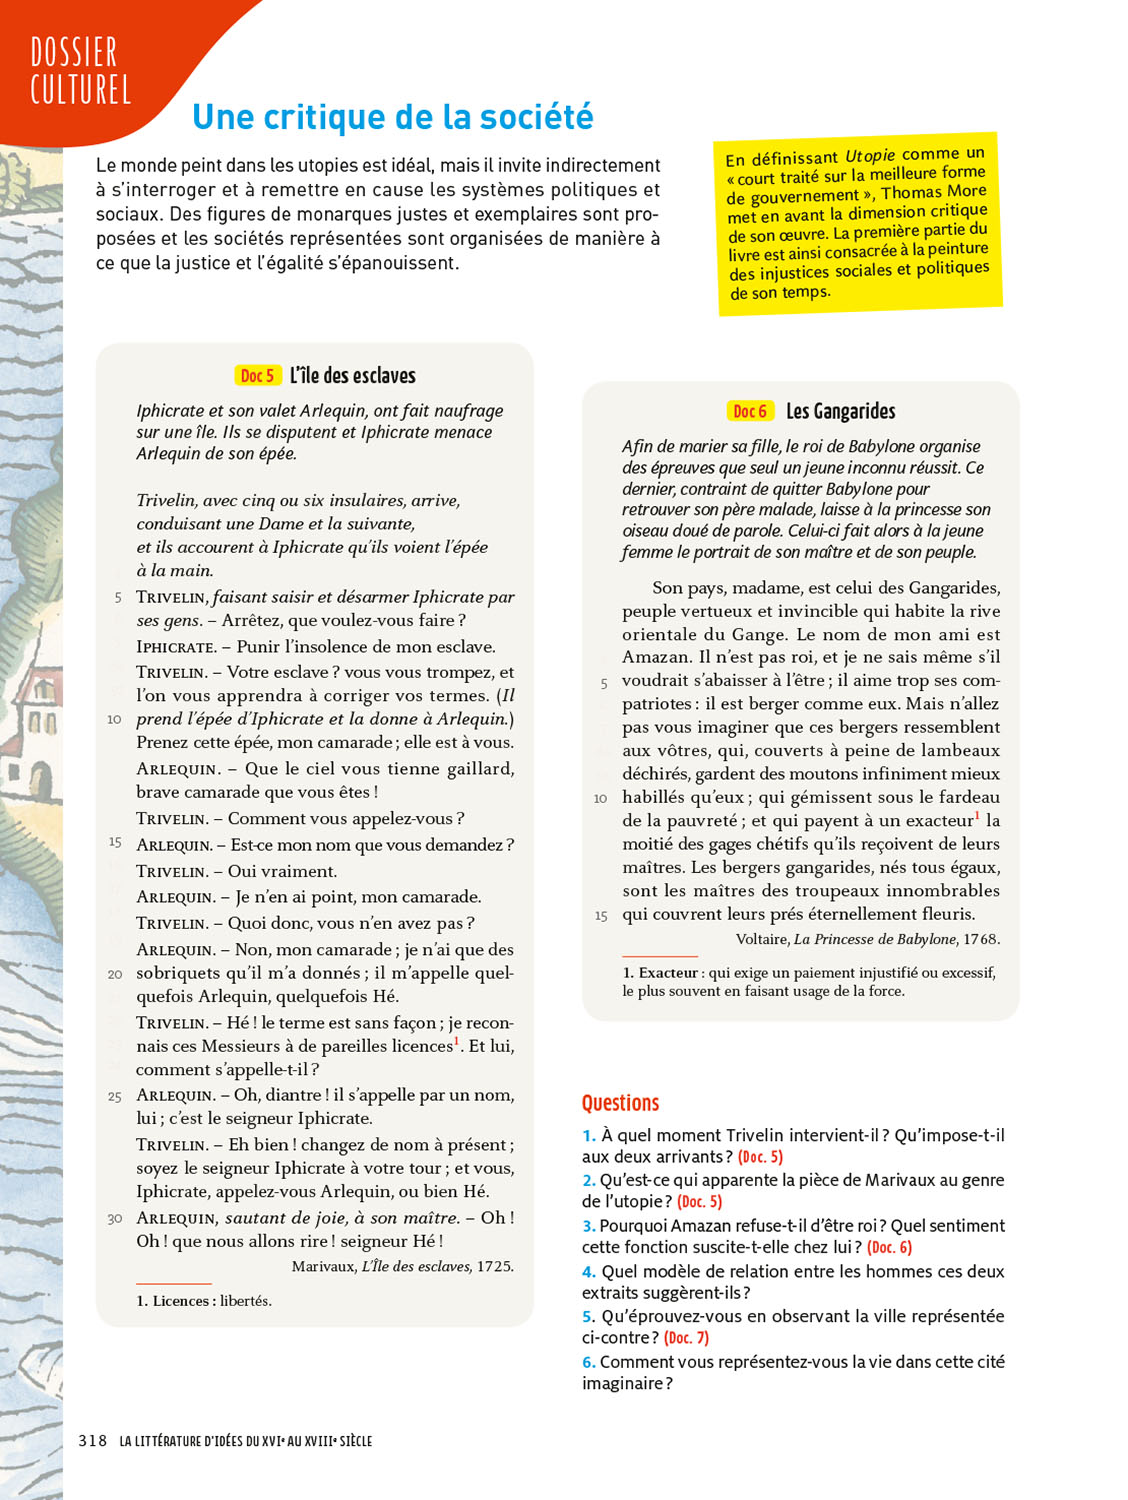 DOSSIER
CULTUREL
Une critique de la société
Le monde peint dans les utopies est idéal, mais il invite indirectement
à s'interroger et à remettre en cause les systèmes politiques et
sociaux. Des figures de monarques justes et exemplaires sont pro-
posées et les sociétés représentées sont organisées de manière à
ce que la justice et l'égalité s'épanouissent.
En définissant Utopie comme un
« court traité sur la meilleure forme
de gouvernement », Thomas More
met en avant la dimension critique
de son œuvre. La première partie du
livre est ainsi consacrée à la peinture
des injustices sociales et politiques
de son temps.
Doc 5 L'île des esclaves
Iphicrate et son valet Arlequin, ont fait naufrage
sur une île. Ils se disputent et Iphicrate menace
Arlequin de son épée.
Trivelin, avec cinq ou six insulaires, arrive,
conduisant une Dame et la suivante,
et ils accourent à Iphicrate qu'ils voient l'épée
à la main.
5 TRIVELIN, faisant saisir et désarmer Iphicrate par
ses gens. – Arrêtez, que voulez-vous faire ?
IPHICRATE. – Punir l'insolence de mon esclave.
TRIVELIN. – Votre esclave ? vous vous trompez, et
l'on vous apprendra à corriger vos termes. (Il
10 prend l'épée d'Iphicrate et la donne à Arlequin.)
Prenez cette épée, mon camarade ; elle est à vous.
ARLEQUIN. – Que le ciel vous tienne gaillard,
brave camarade que vous êtes !
TRIVELIN. – Comment vous appelez-vous ?
15 ARLEQUIN. – Est-ce mon nom que vous demandez ?
TRIVELIN. – Oui vraiment.
ARLEQUIN. – Je n'en ai point, mon camarade.
TRIVELIN. – Quoi donc, vous n'en avez pas ?
ARLEQUIN. – Non, mon camarade ; je n'ai que des
20 sobriquets qu'il m'a donnés ; il m'appelle quel-
quefois Arlequin, quelquefois Hé.
TRIVELIN. – Hé ! le terme est sans façon ; je recon-
nais ces Messieurs à de pareilles licences1. Et lui,
comment s'appelle-t-il ?
25 ARLEQUIN. – Oh, diantre ! il s'appelle par un nom,
lui ; c'est le seigneur Iphicrate.
TRIVELIN. – Eh bien ! changez de nom à présent ;
soyez le seigneur Iphicrate à votre tour ; et vous,
Iphicrate, appelez-vous Arlequin, ou bien Hé.
30 ARLEQUIN, sautant de joie, à son maître. – Oh !
Oh ! que nous allons rire ! seigneur Hé !
Marivaux, L'Île des esclaves, 1725.
1. Licences : libertés.
Doc 6 Les Gangarides
Afin de marier sa fille, le roi de Babylone organise
des épreuves que seul un jeune inconnu réussit. Ce
dernier, contraint de quitter Babylone pour
retrouver son père malade, laisse à la princesse son
oiseau doué de parole. Celui-ci fait alors à la jeune
femme le portrait de son maître et de son peuple.
Son pays, madame, est celui des Gangarides,
peuple vertueux et invincible qui habite la rive
orientale du Gange. Le nom de mon ami est
Amazan. Il n'est pas roi, et je ne sais même s'il
5 voudrait s'abaisser à l'être ; il aime trop ses com-
patriotes : il est berger comme eux. Mais n'allez
pas vous imaginer que ces bergers ressemblent
aux vôtres, qui, couverts à peine de lambeaux
déchirés, gardent des moutons infiniment mieux
10 habillés qu'eux ; qui gémissent sous le fardeau
de la pauvreté ; et qui payent à un exacteur1 la
moitié des gages chétifs qu'ils reçoivent de leurs
maîtres. Les bergers gangarides, nés tous égaux,
sont les maîtres des troupeaux innombrables
15 qui couvrent leurs prés éternellement fleuris.
Voltaire, La Princesse de Babylone, 1768.
1. Exacteur : qui exige un paiement injustifié ou excessif,
le plus souvent en faisant usage de la force.
Questions
1. À quel moment Trivelin intervient-il ? Qu'impose-t-il
aux deux arrivants ? (Doc. 5)
2. Qu'est-ce qui apparente la pièce de Marivaux au genre
de l'utopie ? (Doc. 5)
3. Pourquoi Amazan refuse-t-il d'être roi ? Quel sentiment
cette fonction suscite-t-elle chez lui ? (Doc. 6)
4. Quel modèle de relation entre les hommes ces deux
extraits suggèrent-ils ?
5. Qu'éprouvez-vous en observant la ville représentée
ci-contre ? (Doc. 7)
6. Comment vous représentez-vous la vie dans cette cité
imaginaire ?
318 LA LITTÉRATURE D'IDÉES DU XVIe AU XVIIIe SIÈCLE